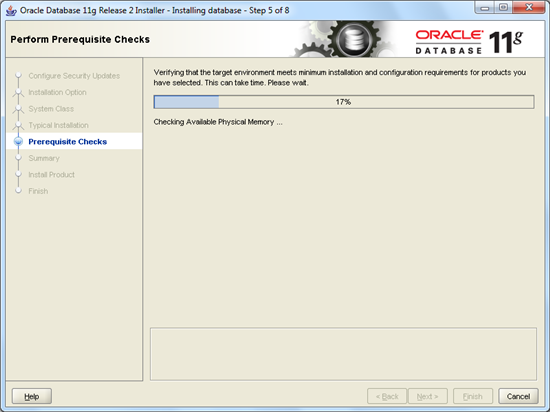 Oracle Database 11g Release 2 Installer - Installing database - Step 5 of 8
Perform Prerequisite Checks
ORACLE
DATABASE
11g
Configure Security Updates
Installation Option
System Class
Typical Installation
Prerequisite Checks
Summary
Install Product
Finish
Verifying that the target environment meets minimum installation and configuration requirements for products you
have selected. This can take time. Please wait.
17%
Checking Available Physical Memory ...
Help
< Back
Next >
Finish
Cancel